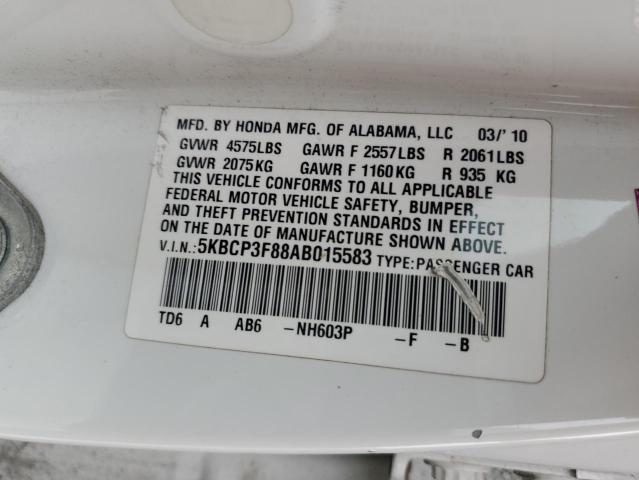 MFD. BY HONDA MFG. OF ALABAMA, LLC 03/'10
GVWR 4575LBS GAWR F 2557LBS R 2061LBS
GVWR 2075KG GAWR F 1160KG R 935 KG
THIS VEHICLE CONFORMS TO ALL APPLICABLE
FEDERAL MOTOR VEHICLE SAFETY, BUMPER,
AND THEFT PREVENTION STANDARDS IN EFFECT
ON THE DATE OF MANUFACTURE SHOWN ABOVE.
V.I.N.:5KBCP3F88AB015583 TYPE:PASSENGER CAR
TD6 A AB6 -NH603P -F -B